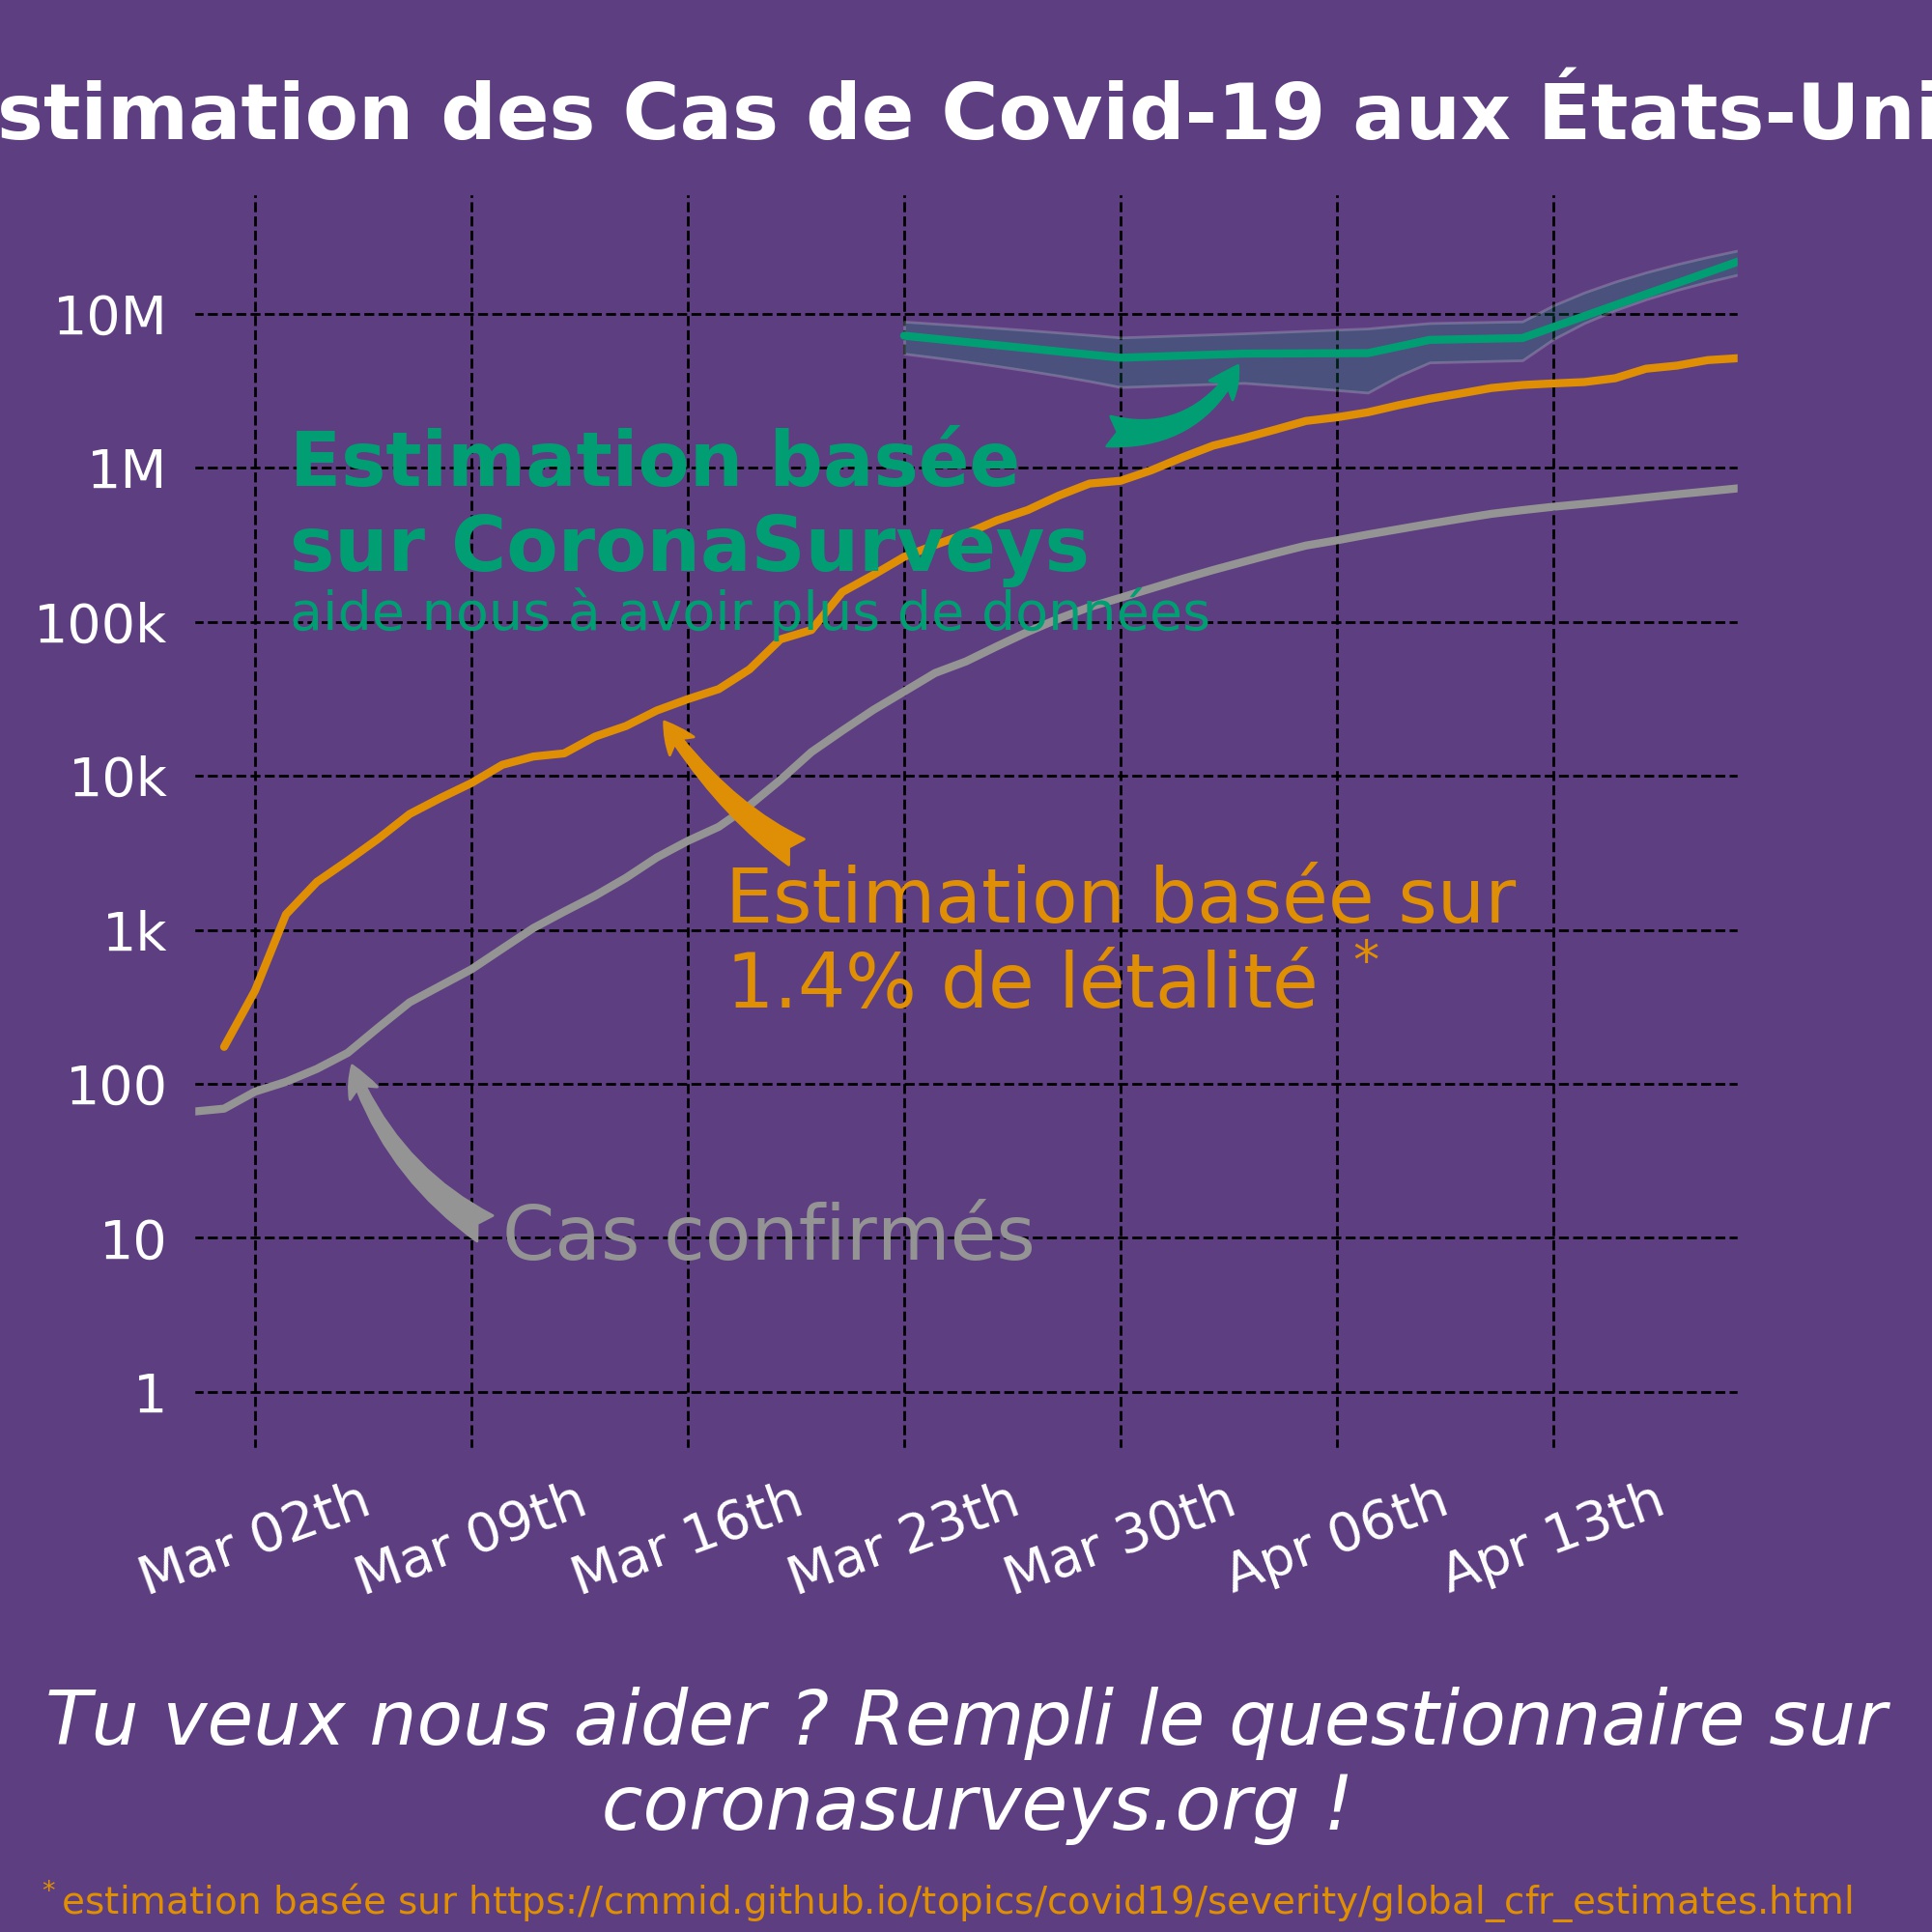 stimation des Cas de Covid-19 aux États-Uni
10M
1M
100k
10k
1k
100
10
1
Estimation basée
sur CoronaSurveys
aide nous à avoir plus de données
Estimation basée sur
1.4% de létalité *
Cas confirmés
Mar 02th
Mar 09th
Mar 16th
Mar 23th
Mar 30th
Apr 06th
Apr 13th
Tu veux nous aider ? Rempli le questionnaire sur
coronasurveys.org !
* estimation basée sur https://cmmid.github.io/topics/covid19/severity/global_cfr_estimates.html